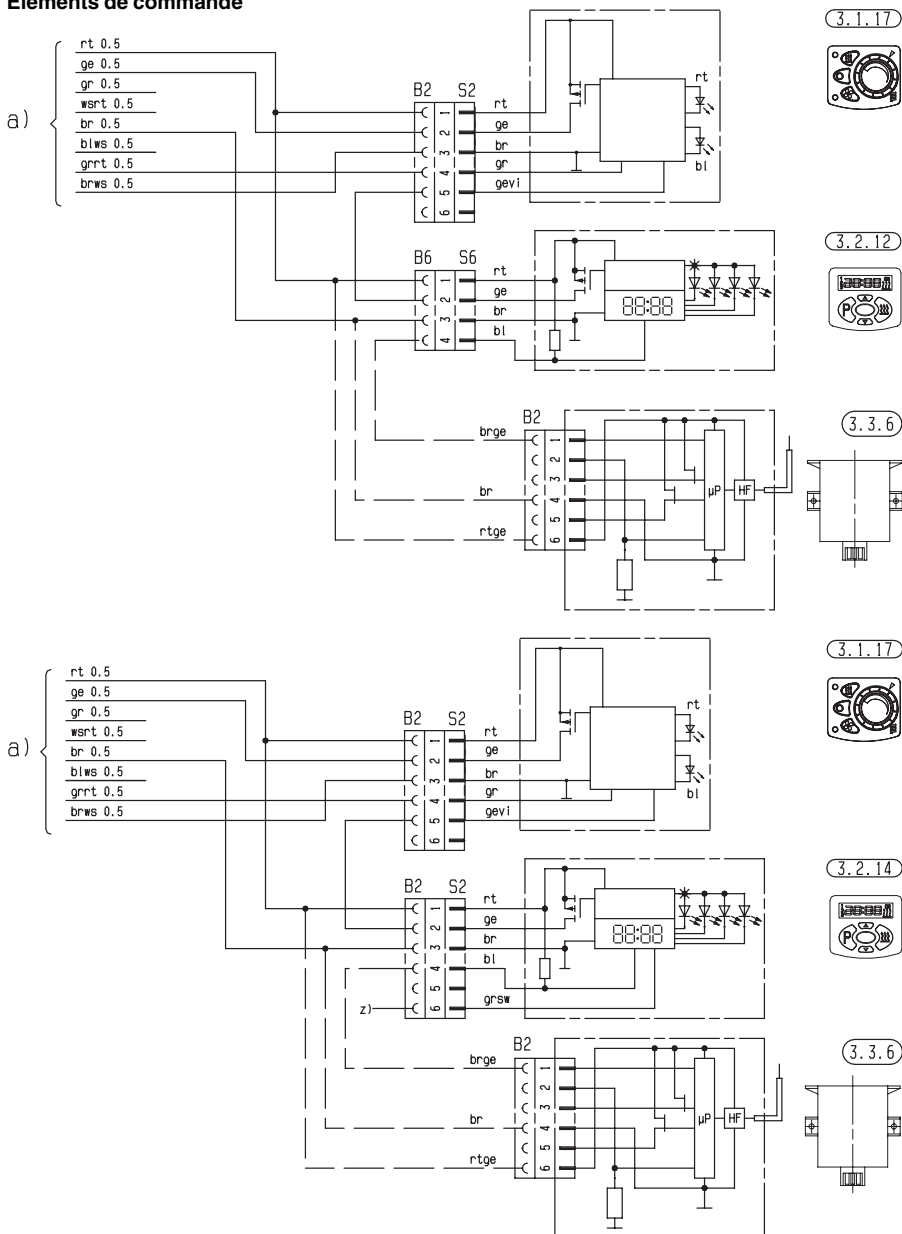 Eléments de commande
a)
rt 0.5
ge 0.5
gr 0.5
wsrt 0.5
br 0.5
blws 0.5
grrt 0.5
brws 0.5
B2 S2
1
2
3
4
5
6
rt
ge
br
gr
gevi
rt
bl
3.1.17
B6 S6
1
2
3
4
rt
ge
br
bl
88:88
3.2.12
P
B2
1
2
3
4
5
6
brge
br
rtge
µP
HF
3.3.6
a)
rt 0.5
ge 0.5
gr 0.5
wsrt 0.5
br 0.5
blws 0.5
grrt 0.5
brws 0.5
B2 S2
1
2
3
4
5
6
rt
ge
br
gr
gevi
rt
bl
3.1.17
B2 S2
1
2
3
4
5
6
z)
rt
ge
br
bl
grsw
88:88
3.2.14
P
B2
1
2
3
4
5
6
brge
br
rtge
µP
HF
3.3.6